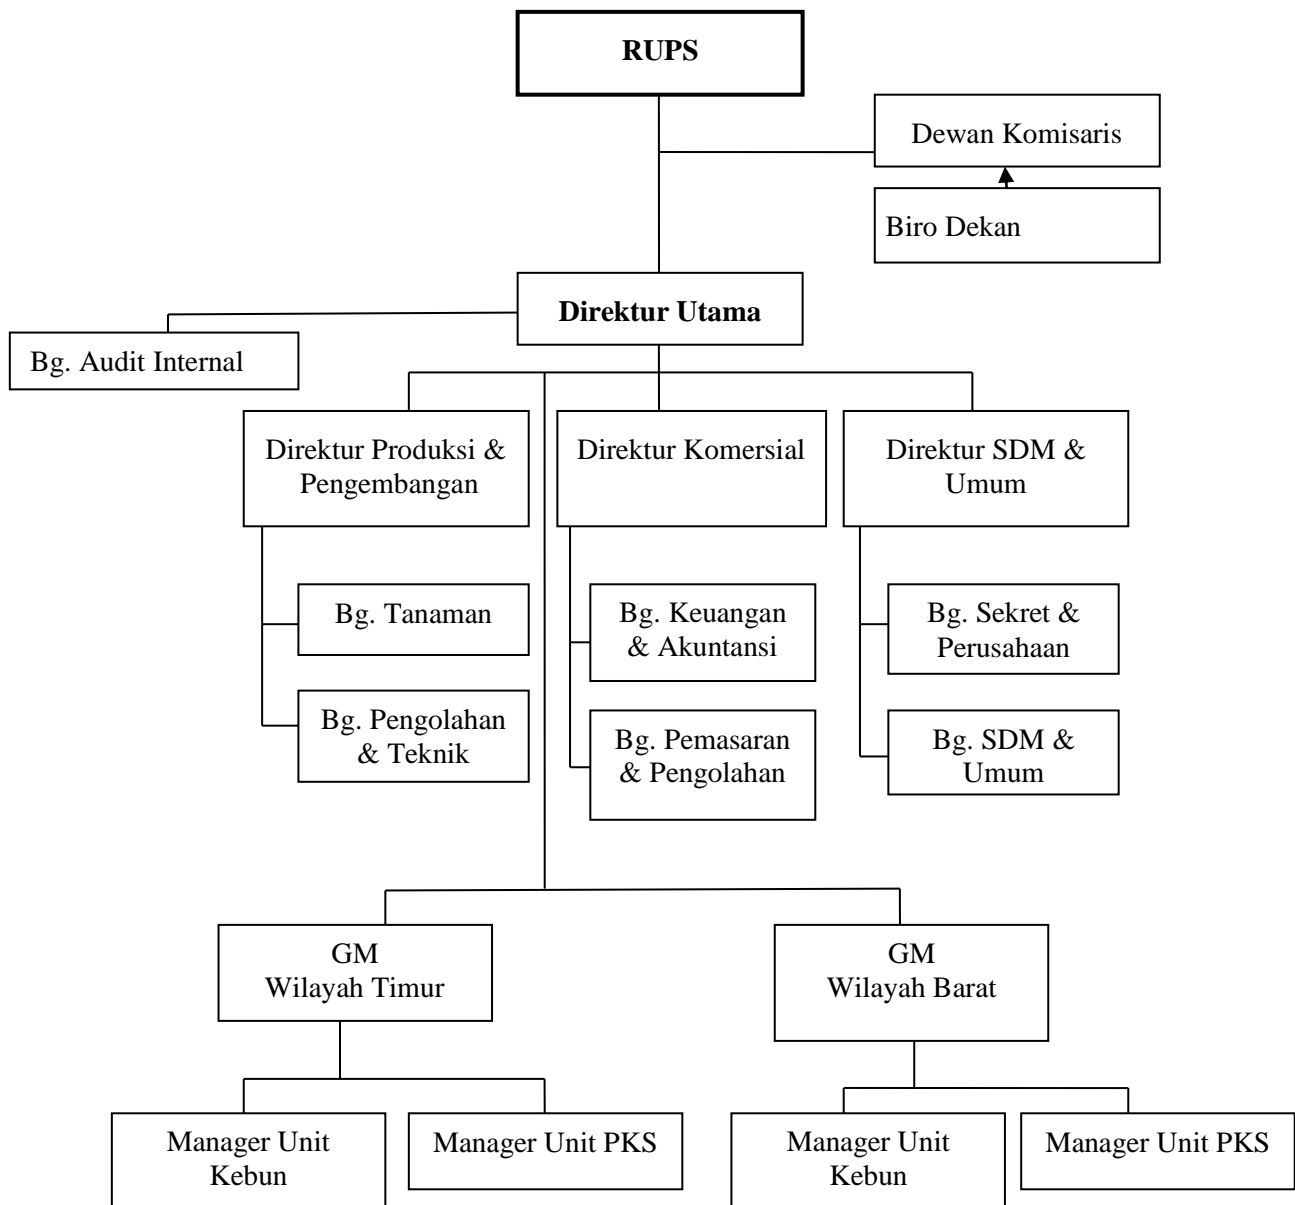 RUPS
Dewan Komisaris
Biro Dekan
Direktur Utama
Bg. Audit Internal
Direktur Produksi &
Pengembangan
Direktur Komersial
Direktur SDM &
Umum
Bg. Tanaman
Bg. Keuangan
& Akuntansi
Bg. Sekret &
Perusahaan
Bg. Pengolahan
& Teknik
Bg. Pemasaran
& Pengolahan
Bg. SDM &
Umum
GM
Wilayah Timur
GM
Wilayah Barat
Manager Unit
Kebun
Manager Unit PKS
Manager Unit
Kebun
Manager Unit PKS